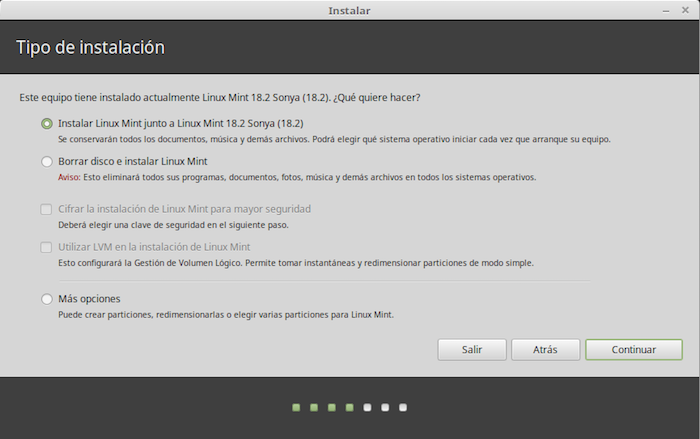 Instalar
Tipo de instalación
Este equipo tiene instalado actualmente Linux Mint 18.2 Sonya (18.2). ¿Qué quiere hacer?
Instalar Linux Mint junto a Linux Mint 18.2 Sonya (18.2)
Se conservarán todos los documentos, música y demás archivos. Podrá elegir qué sistema operativo iniciar cada vez que arranque su equipo.
Borrar disco e instalar Linux Mint
Aviso: Esto eliminará todos sus programas, documentos, fotos, música y demás archivos en todos los sistemas operativos.
Cifrar la instalación de Linux Mint para mayor seguridad
Deberá elegir una clave de seguridad en el siguiente paso.
Utilizar LVM en la instalación de Linux Mint
Esto configurará la Gestión de Volumen Lógico. Permite tomar instantáneas y redimensionar particiones de modo simple.
Más opciones
Puede crear particiones, redimensionarlas o elegir varias particiones para Linux Mint.
Salir
Atrás
Continuar